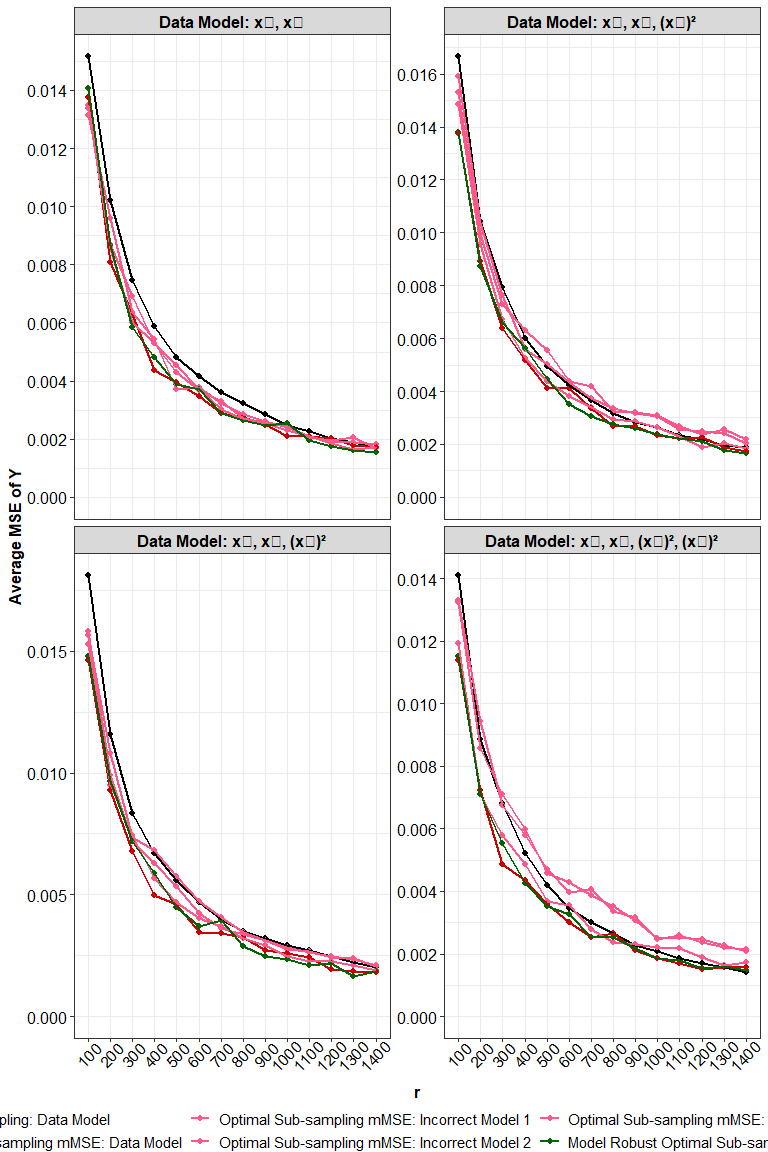 Data Model: x▯, x▯
Data Model: x▯, x▯, (x▯)²
0.014
0.012
0.010
0.008
0.006
0.004
0.002
0.000
0.016
0.014
0.012
0.010
0.008
0.006
0.004
0.002
0.000
Average MSE of Y
Data Model: x▯, x▯, (x▯)²
Data Model: x▯, x▯, (x▯)², (x▯)²
0.015
0.010
0.005
0.000
0.014
0.012
0.010
0.008
0.006
0.004
0.002
0.000
100 200 300 400 500 600 700 800 900 1000 1100 1200 1300 1400
100 200 300 400 500 600 700 800 900 1000 1100 1200 1300 1400
r
pling: Data Model Optimal Sub-sampling mMSE: Incorrect Model 1 Optimal Sub-sampling mMSE:
sampling mMSE: Data Model Optimal Sub-sampling mMSE: Incorrect Model 2 Model Robust Optimal Sub-sar